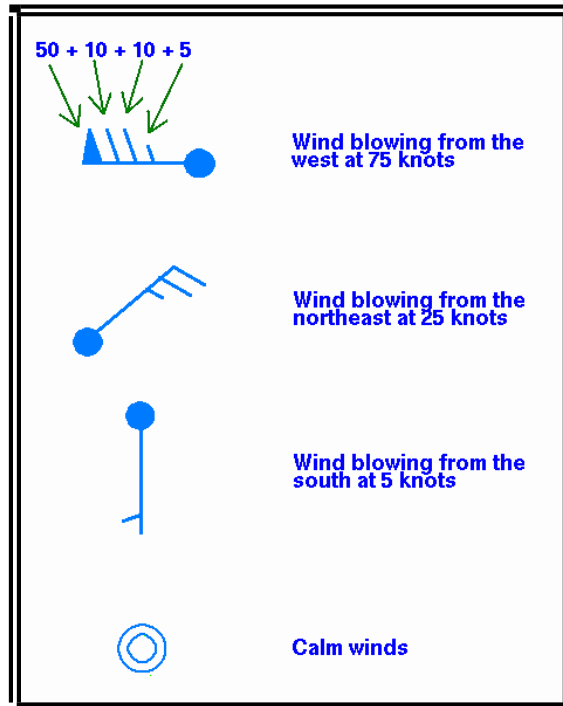 50 + 10 + 10 + 5
Wind blowing from the
west at 75 knots
Wind blowing from the
northeast at 25 knots
Wind blowing from the
south at 5 knots
Calm winds